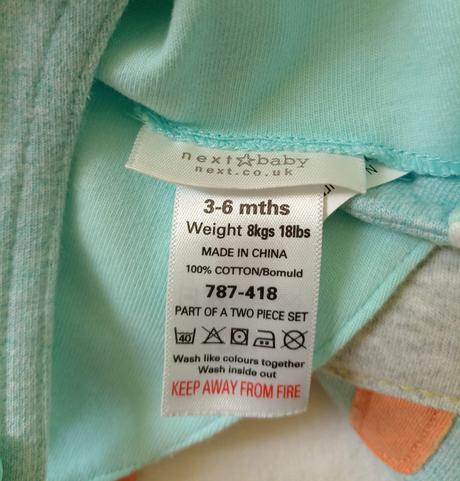 next☆baby
next.co.uk
3-6 mths
Weight 8kgs 18lbs
MADE IN CHINA
100% COTTON/Bomuld
787-418
PART OF A TWO PIECE SET
40
Wash like colours together
Wash inside out
KEEP AWAY FROM FIRE